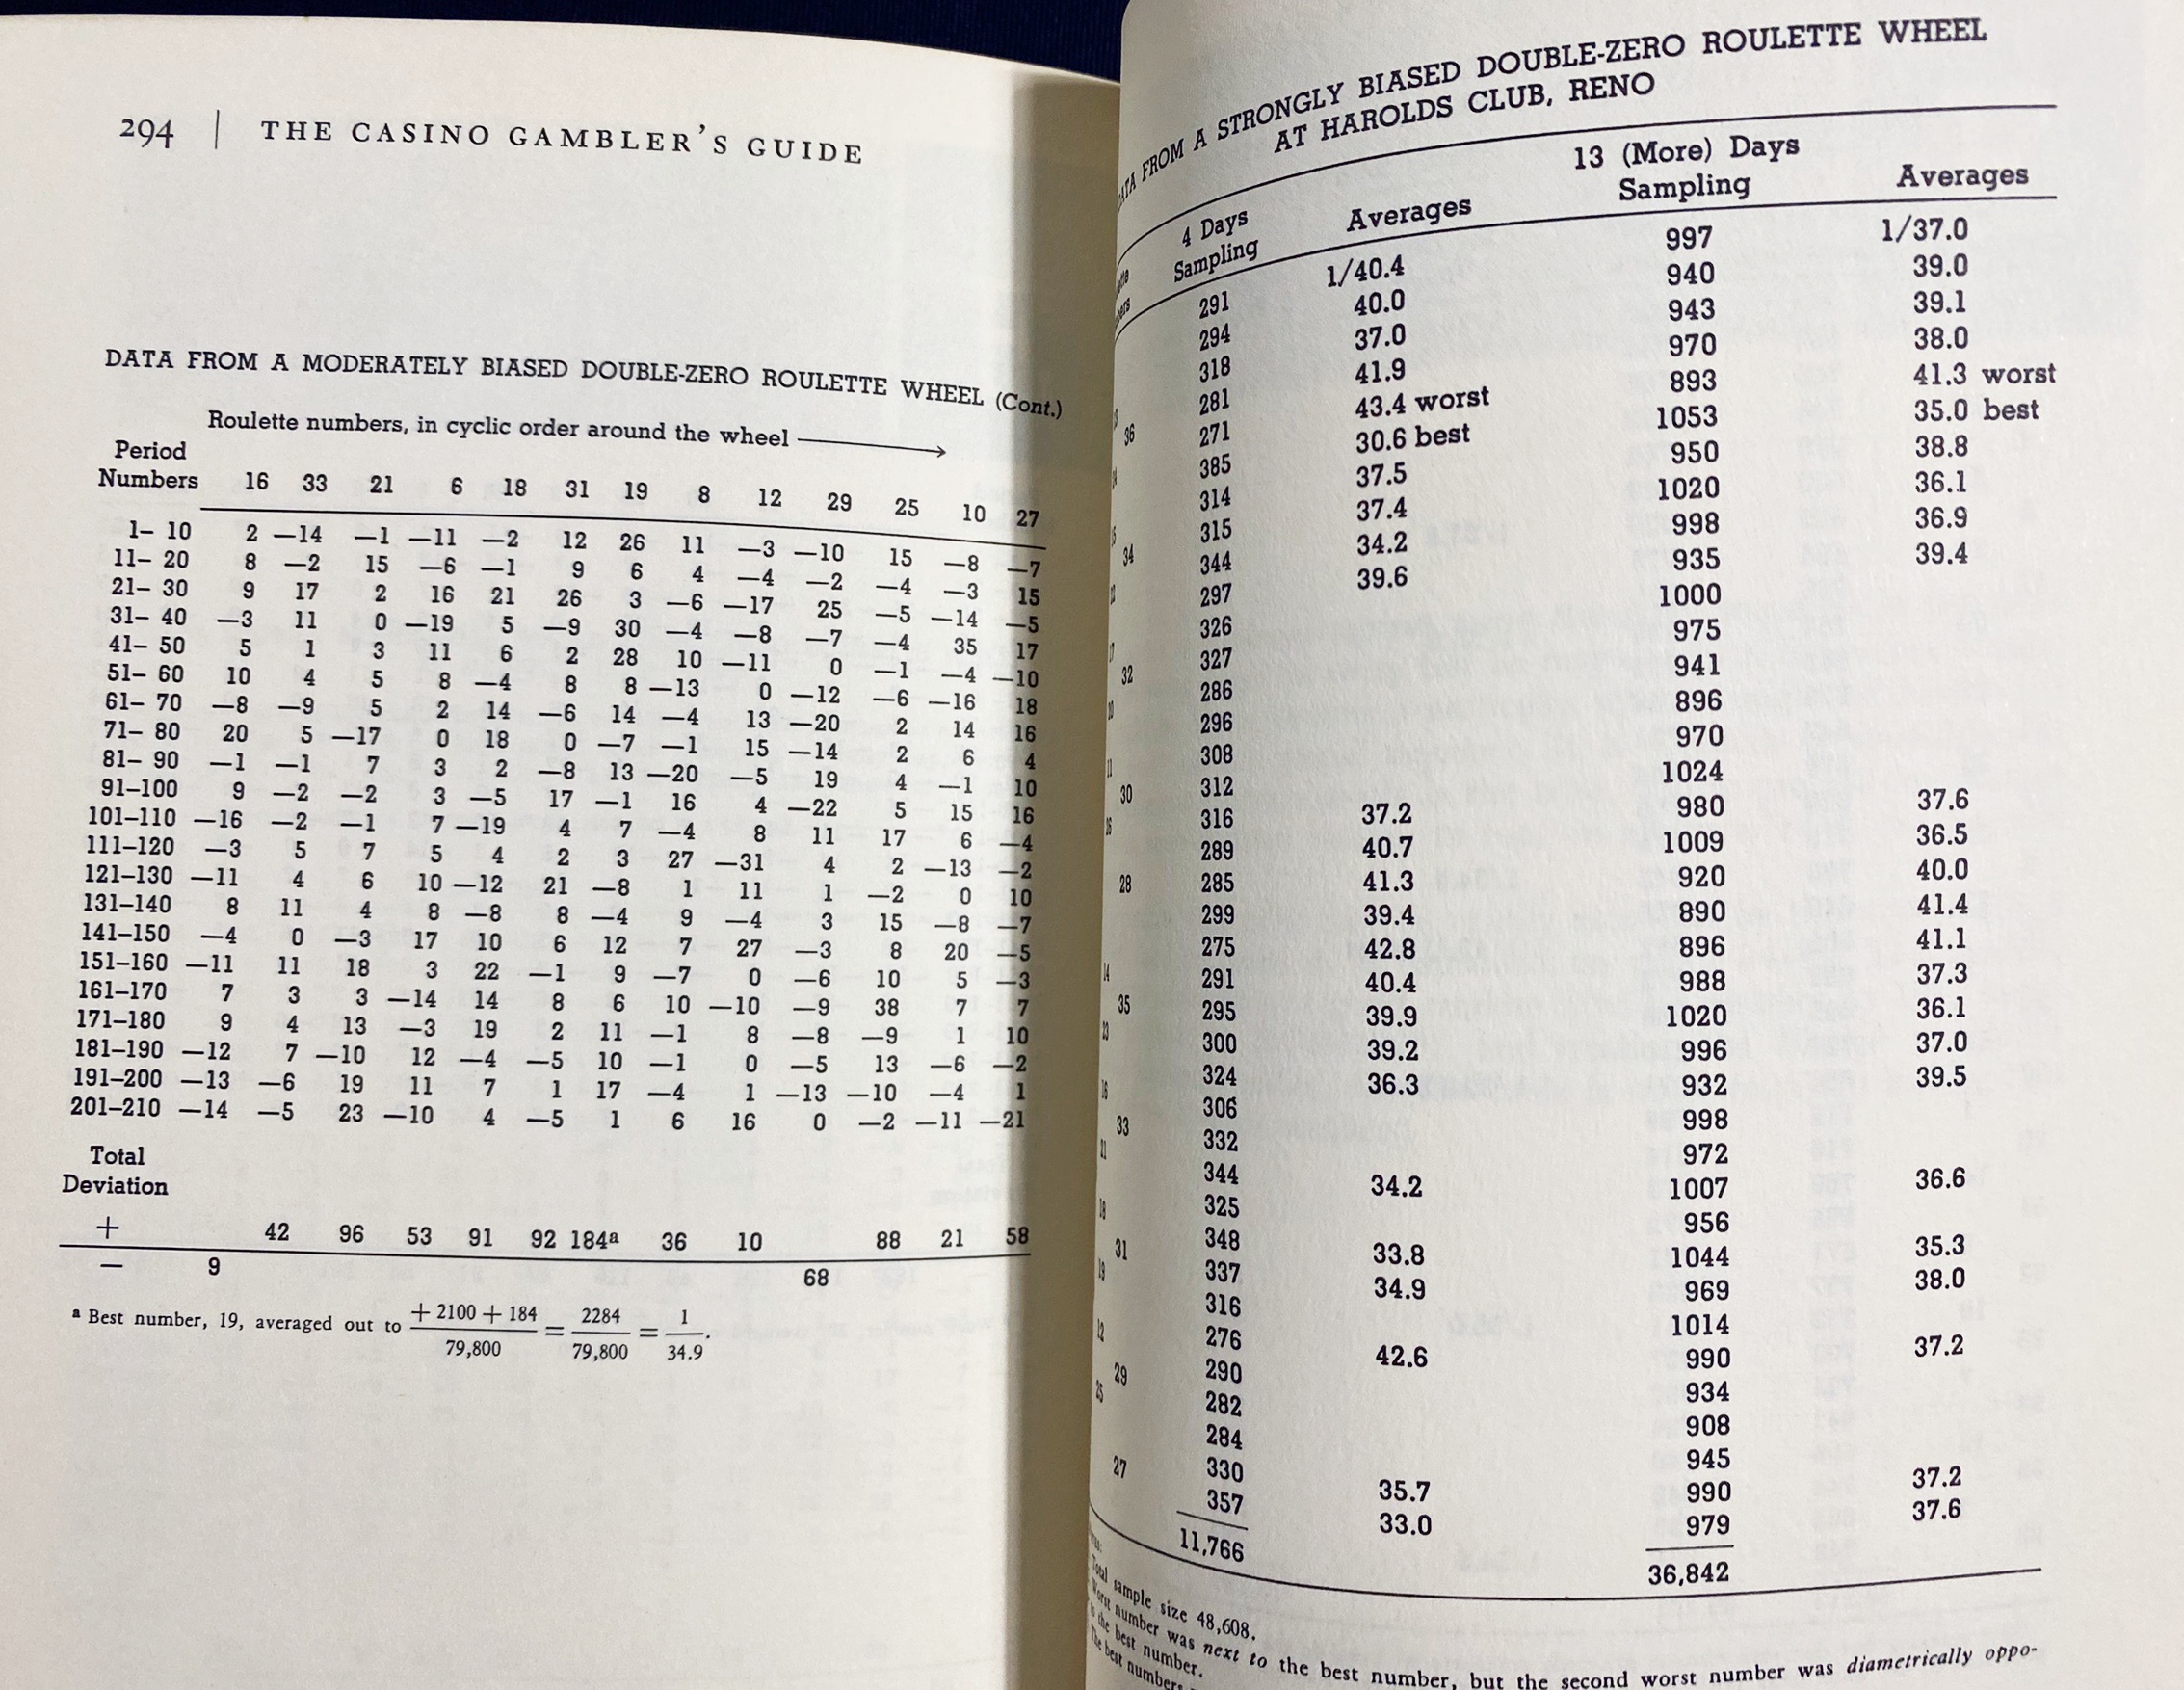 294 | THE CASINO GAMBLER'S GUIDE
DATA FROM A MODERATELY BIASED DOUBLE-ZERO ROULETTE WHEEL (Cont.)
Roulette numbers, in cyclic order around the wheel
Period
Numbers 16 33 21 6 18 31 19 8 12 29 25 10 27
1– 10 2 —14 —1 —11 —2 12 26 11 —3 —10 15 —8 —7
11– 20 8 —2 15 —6 —1 9 6 4 —4 —2 —4 —3 15
21– 30 9 17 2 16 21 26 3 —6 —17 25 —5 —14 —5
31– 40 —3 11 0 —19 5 —9 30 —4 —8 —7 —4 35 17
41– 50 5 1 3 11 6 2 28 10 —11 0 —1 —4 —10
51– 60 10 4 5 8 —4 8 8 —13 0 —12 —6 —16 18
61– 70 —8 —9 5 2 14 —6 14 —4 13 —20 2 14 16
71– 80 20 5 —17 0 18 0 —7 —1 15 —14 2 6 4
81– 90 —1 —1 7 3 2 —8 13 —20 —5 19 4 —1 10
91–100 9 —2 —2 3 —5 17 —1 16 4 —22 5 15 16
101–110 —16 —2 —1 7 —19 4 7 —4 8 11 17 6 —4
111–120 —3 5 7 5 4 2 3 27 —31 4 2 —13 —2
121–130 —11 4 6 10 —12 21 —8 1 11 1 —2 0 10
131–140 8 11 4 8 —8 8 —4 9 —4 3 15 —8 —7
141–150 —4 0 —3 17 10 6 12 7 27 —3 8 20 —5
151–160 —11 11 18 3 22 —1 9 —7 0 —6 10 5 —3
161–170 7 3 3 —14 14 8 6 10 —10 —9 38 7 7
171–180 9 4 13 —3 19 2 11 —1 8 —8 —9 1 10
181–190 —12 7 —10 12 —4 —5 10 —1 0 —5 13 —6 —2
191–200 —13 —6 19 11 7 1 17 —4 1 —13 —10 —4 1
201–210 —14 —5 23 —10 4 —5 1 6 16 0 —2 —11 —21
Total
Deviation
+ 42 96 53 91 92 184ª 36 10 88 21 58
— 9 68
ª Best number, 19, averaged out to + 2100 + 184 / 79,800 = 2284 / 79,800 = 1 / 34.9.
DATA FROM A STRONGLY BIASED DOUBLE-ZERO ROULETTE WHEEL
AT HAROLDS CLUB, RENO
4 Days Sampling Averages 13 (More) Days Sampling Averages
291 1/40.4 997 1/37.0
294 40.0 940 39.0
318 37.0 943 39.1
36 281 41.9 970 38.0
271 43.4 worst 893 41.3 worst
385 30.6 best 1053 35.0 best
314 37.5 950 38.8
34 315 37.4 1020 36.1
344 34.2 998 36.9
297 39.6 935 39.4
326 1000
32 327 975
286 941
296 896
308 970
30 312 1024
316 37.2 980 37.6
289 40.7 1009 36.5
28 285 41.3 920 40.0
299 39.4 890 41.4
275 42.8 896 41.1
291 40.4 988 37.3
35 295 39.9 1020 36.1
300 39.2 996 37.0
324 36.3 932 39.5
306 998
33 332 972
344 34.2 1007 36.6
325 956
348 33.8 1044 35.3
31 337 34.9 969 38.0
316 1014
276 42.6 990 37.2
290 934
29 282 908
284 945
330 35.7 990 37.2
27 357 33.0 979 37.6
11,766 36,842
Total sample size 48,608.
Worst number was next to the best number, but the second worst number was diametrically oppo-
the best number.
The best numbers